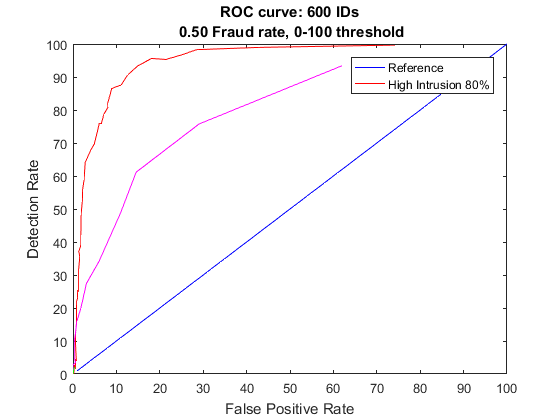 ROC curve: 600 IDs
0.50 Fraud rate, 0-100 threshold
Reference
High Intrusion 80%
Detection Rate
100
90
80
70
60
50
40
30
20
10
0
0 10 20 30 40 50 60 70 80 90 100
False Positive Rate